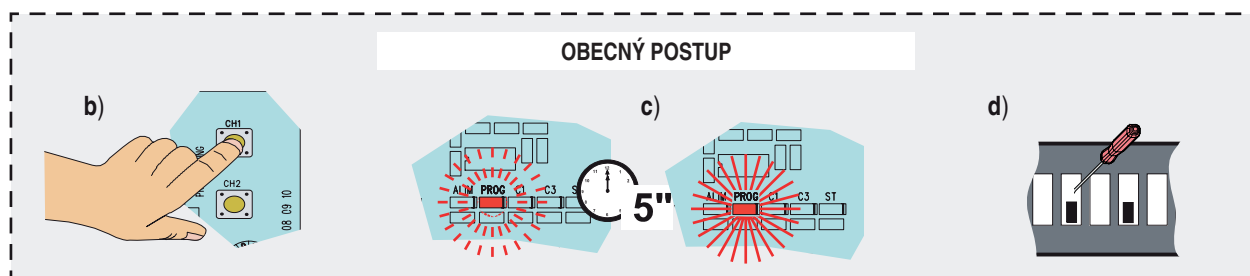 OBECNÝ POSTUP
b)
c)
d)
CH1
CH2
08 09 10
ALIM PROG C1 C3
5"
ALIM PROG C1 C3 ST